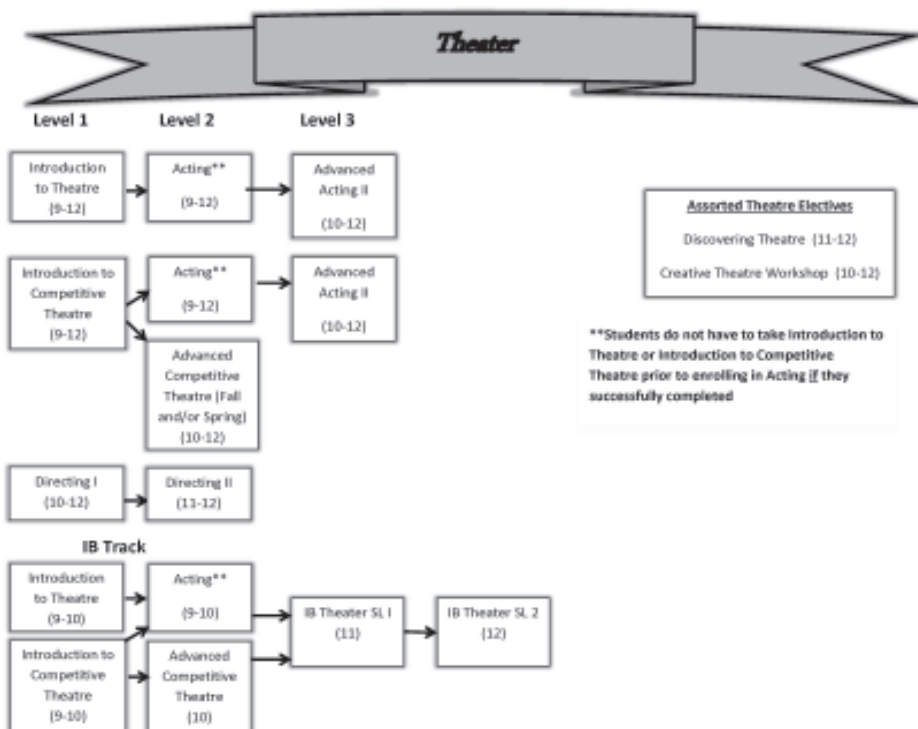 Theater
Level 1
Level 2
Level 3
Introduction
to Theatre
(9-12)
Acting**
(9-12)
Advanced
Acting II
(10-12)
Introduction to
Competitive
Theatre
(9-12)
Acting**
(9-12)
Advanced
Acting II
(10-12)
Advanced
Competitive
Theatre (Fall
and/or Spring)
(10-12)
Assorted Theatre Electives
Discovering Theatre (11-12)
Creative Theatre Workshop (10-12)
**Students do not have to take Introduction to
Theatre or Introduction to Competitive
Theatre prior to enrolling in Acting if they
successfully completed
Directing I
(10-12)
Directing II
(11-12)
IB Track
Introduction
to Theatre
(9-10)
Acting**
(9-10)
Introduction to
Competitive
Theatre
(9-10)
Advanced
Competitive
Theatre
(10)
IB Theater SL I
(11)
IB Theater SL 2
(12)